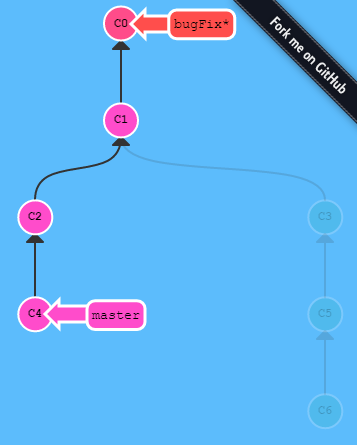 C0
bugFix*
Fork me on GitHub
C1
C2
C3
C4
master
C5
C6